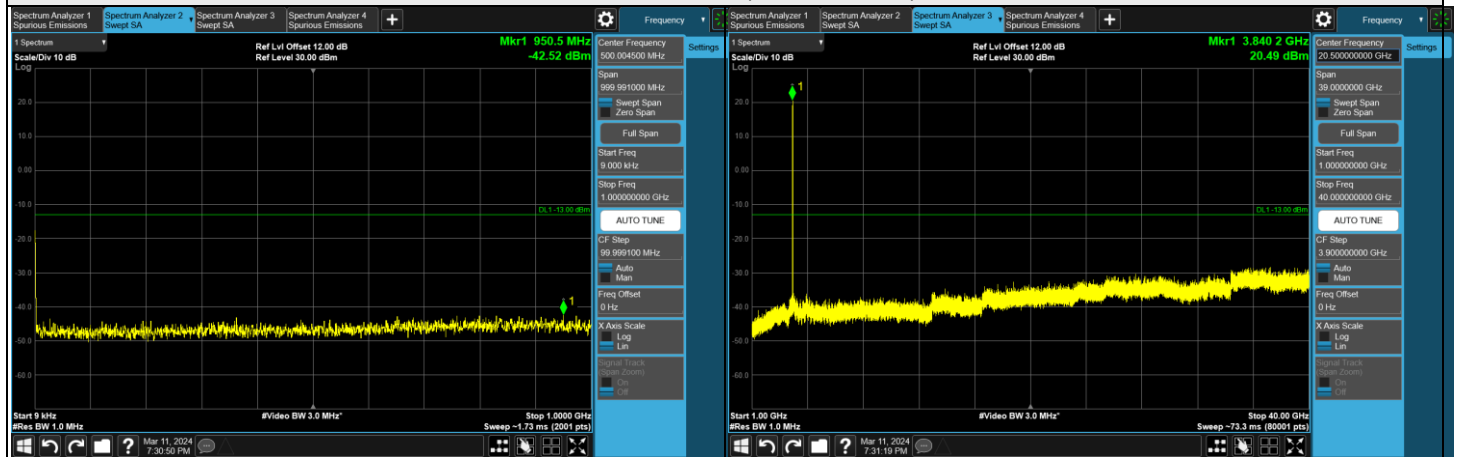 Spectrum Analyzer 1
Spurious Emissions
Spectrum Analyzer 2
Swept SA
Spectrum Analyzer 3
Swept SA
Spectrum Analyzer 4
Spurious Emissions
Frequency
1 Spectrum
Scale/Div 10 dB
Log
Ref Lvl Offset 12.00 dB
Ref Level 30.00 dBm
Mkr1 950.5 MHz
-42.52 dBm
20.0
10.0
0.00
-10.0
-20.0
-30.0
-40.0
-50.0
-60.0
DL1 -13.00 dBm
1
Start 9 kHz
#Res BW 1.0 MHz
#Video BW 3.0 MHz*
Stop 1.0000 GHz
Sweep ~1.73 ms (2001 pts)
Center Frequency
500.004500 MHz
Settings
Span
999.991000 MHz
Swept Span
Zero Span
Full Span
Start Freq
9.000 kHz
Stop Freq
1.000000000 GHz
AUTO TUNE
CF Step
99.999100 MHz
Auto
Man
Freq Offset
0 Hz
X Axis Scale
Log
Lin
Signal Track
(Span Zoom)
On
Off
?
Mar 11, 2024
7:30:50 PM
Spectrum Analyzer 1
Spurious Emissions
Spectrum Analyzer 2
Swept SA
Spectrum Analyzer 3
Swept SA
Spectrum Analyzer 4
Spurious Emissions
Frequency
1 Spectrum
Scale/Div 10 dB
Log
Ref Lvl Offset 12.00 dB
Ref Level 30.00 dBm
Mkr1 3.840 2 GHz
20.49 dBm
20.0
10.0
0.00
-10.0
-20.0
-30.0
-40.0
-50.0
-60.0
DL1 -13.00 dBm
1
Start 1.00 GHz
#Res BW 1.0 MHz
#Video BW 3.0 MHz*
Stop 40.00 GHz
Sweep ~73.3 ms (80001 pts)
Center Frequency
20.500000000 GHz
Settings
Span
39.0000000 GHz
Swept Span
Zero Span
Full Span
Start Freq
1.000000000 GHz
Stop Freq
40.000000000 GHz
AUTO TUNE
CF Step
3.900000000 GHz
Auto
Man
Freq Offset
0 Hz
X Axis Scale
Log
Lin
Signal Track
(Span Zoom)
On
Off
?
Mar 11, 2024
7:31:19 PM